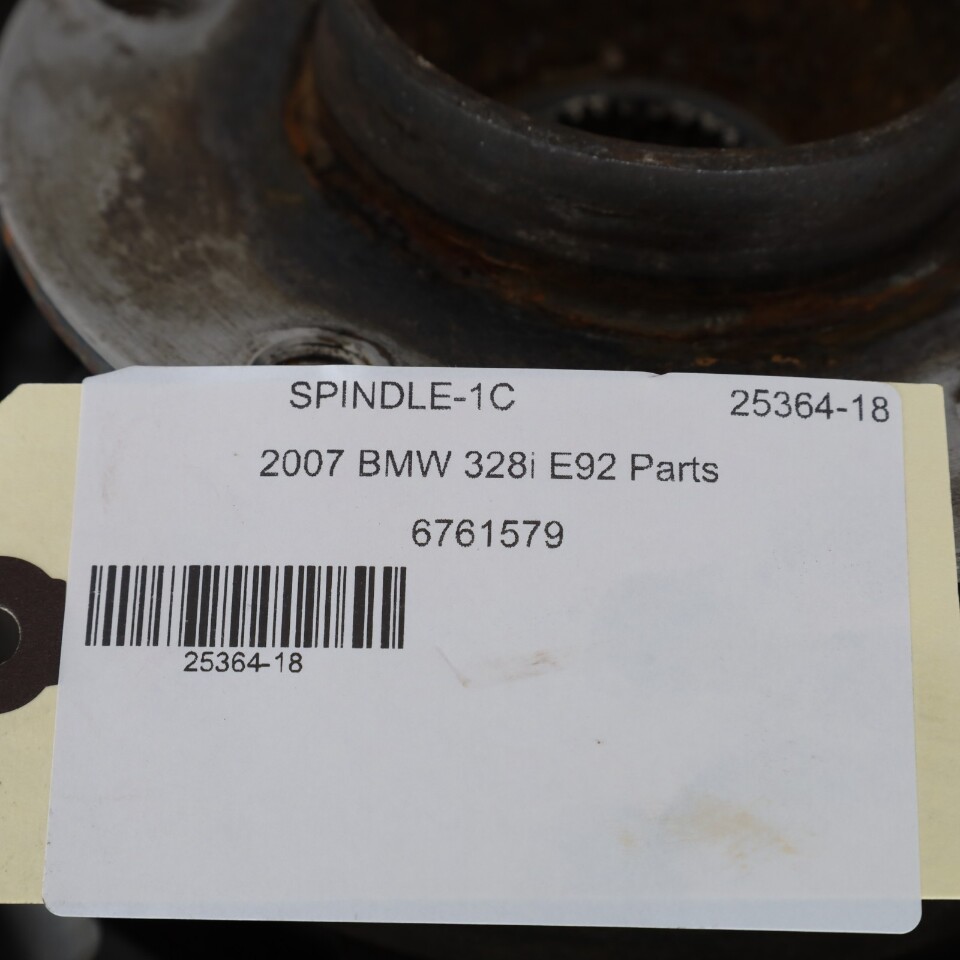 SPINDLE-1C 25364-18
2007 BMW 328i E92 Parts
6761579
25364-18